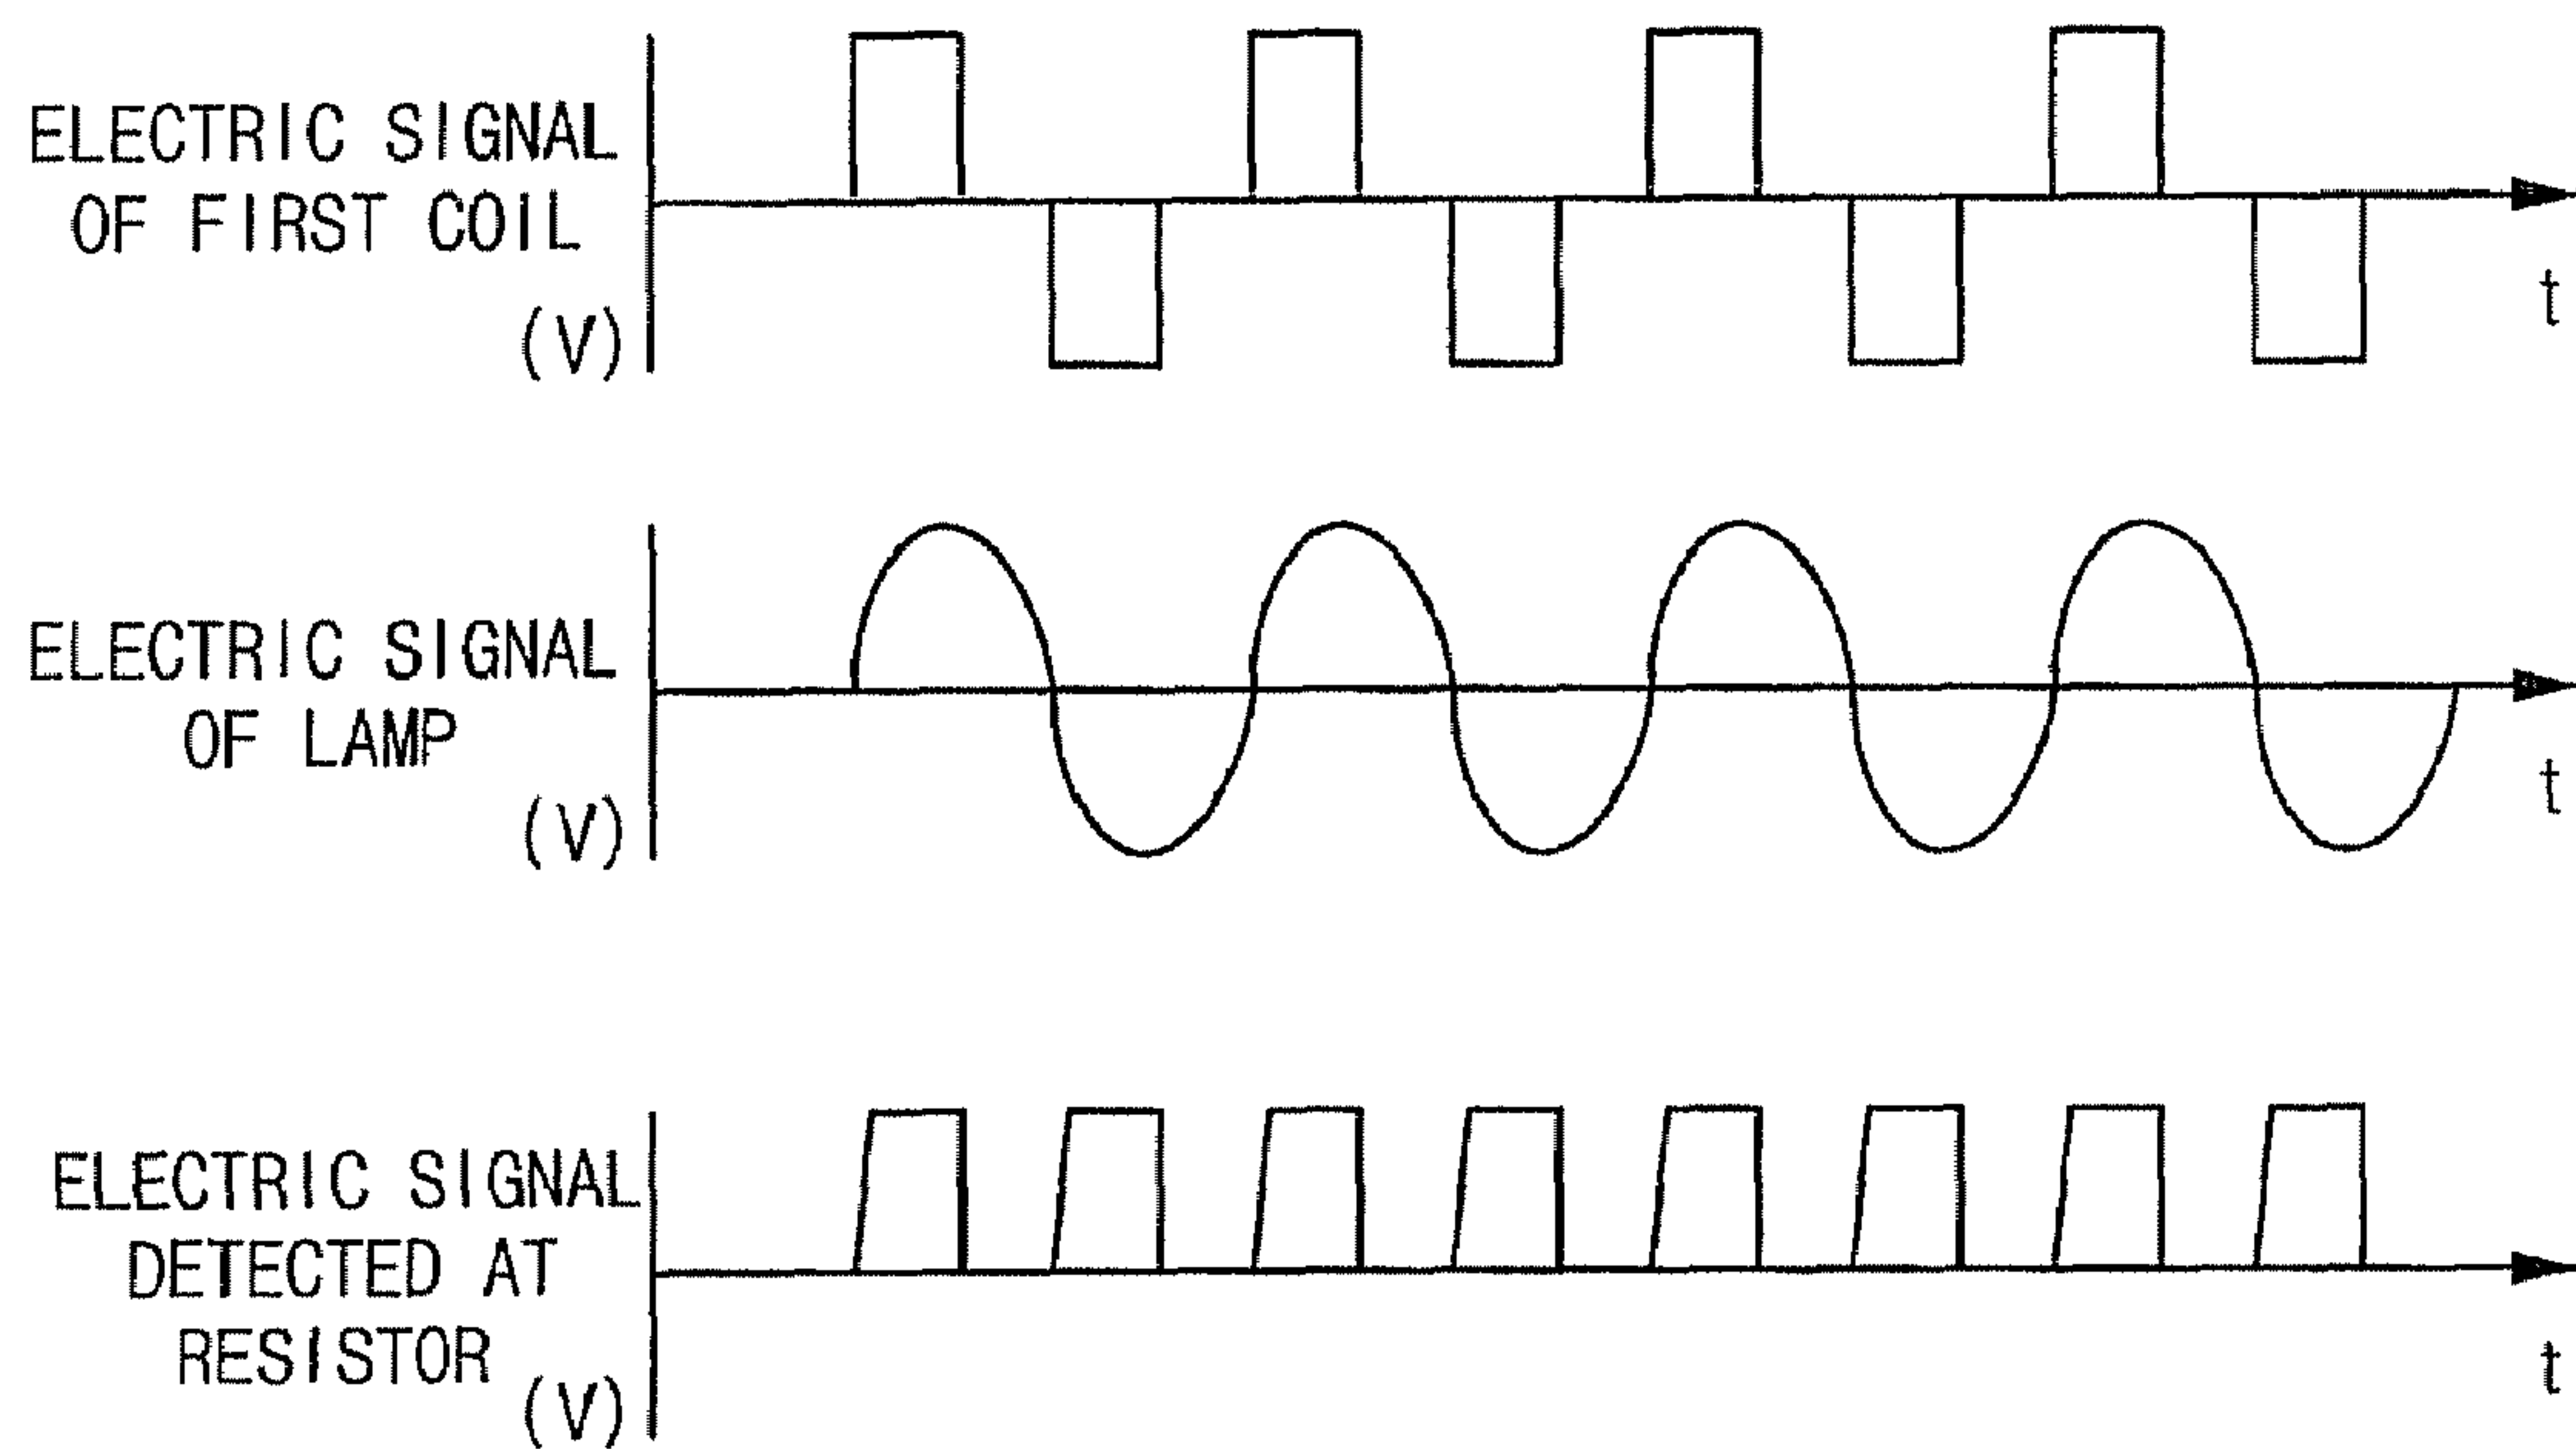 ELECTRIC SIGNAL
OF FIRST COIL
(V)
t
ELECTRIC SIGNAL
OF LAMP
(V)
t
ELECTRIC SIGNAL
DETECTED AT
RESISTOR
(V)
t